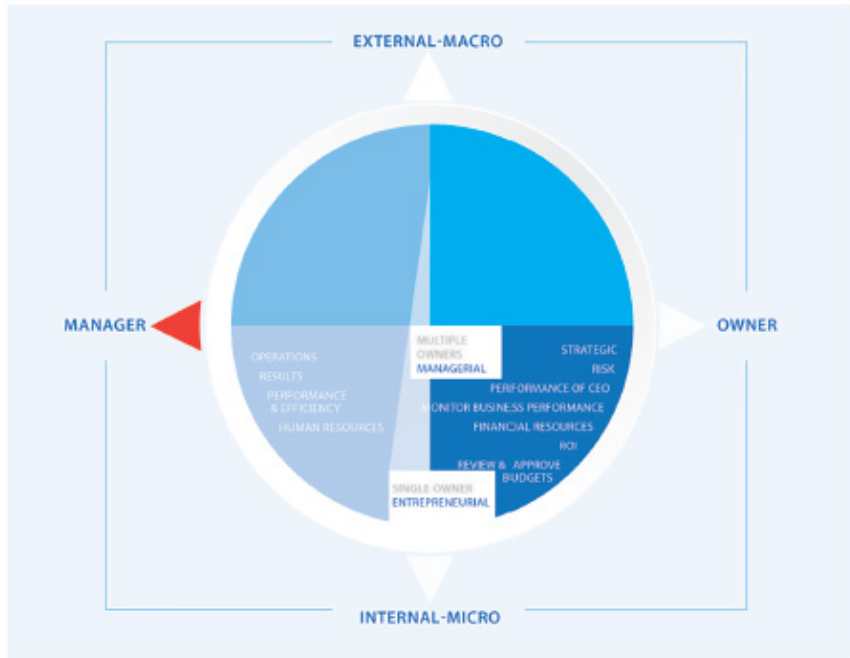 EXTERNAL-MACRO
MANAGER
OWNER
MULTIPLE
OWNERS
MANAGERIAL
OPERATIONS
RESULTS
PERFORMANCE
& EFFICIENCY
HUMAN RESOURCES
STRATEGIC
RISK
PERFORMANCE OF CEO
MONITOR BUSINESS PERFORMANCE
FINANCIAL RESOURCES
ROI
REVIEW & APPROVE
BUDGETS
SINGLE OWNER
ENTREPRENEURIAL
INTERNAL-MICRO